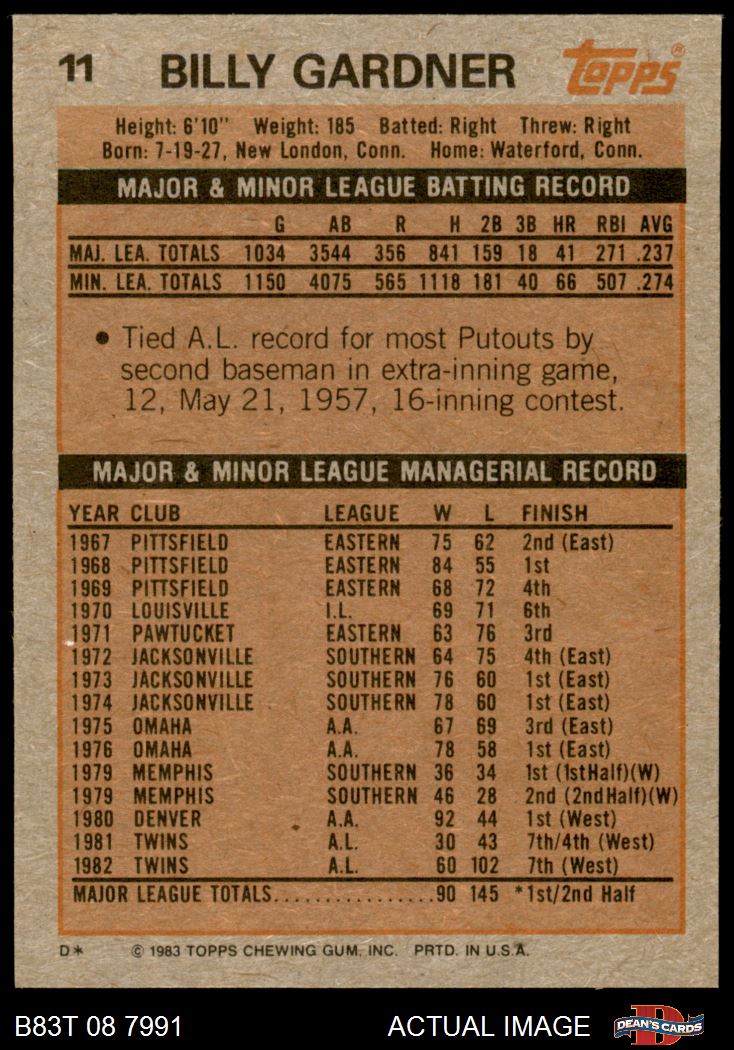 11 BILLY GARDNER Topps®
Height: 6'10" Weight: 185 Batted: Right Threw: Right
Born: 7-19-27, New London, Conn. Home: Waterford, Conn.
MAJOR & MINOR LEAGUE BATTING RECORD
G AB R H 2B 3B HR RBI AVG
MAJ. LEA. TOTALS 1034 3544 356 841 159 18 41 271 .237
MIN. LEA. TOTALS 1150 4075 565 1118 181 40 66 507 .274
• Tied A.L. record for most Putouts by
second baseman in extra-inning game,
12, May 21, 1957, 16-inning contest.
MAJOR & MINOR LEAGUE MANAGERIAL RECORD
YEAR CLUB LEAGUE W L FINISH
1967 PITTSFIELD EASTERN 75 62 2nd (East)
1968 PITTSFIELD EASTERN 84 55 1st
1969 PITTSFIELD EASTERN 68 72 4th
1970 LOUISVILLE I.L. 69 71 6th
1971 PAWTUCKET EASTERN 63 76 3rd
1972 JACKSONVILLE SOUTHERN 64 75 4th (East)
1973 JACKSONVILLE SOUTHERN 76 60 1st (East)
1974 JACKSONVILLE SOUTHERN 78 60 1st (East)
1975 OMAHA A.A. 67 69 3rd (East)
1976 OMAHA A.A. 78 58 1st (East)
1979 MEMPHIS SOUTHERN 36 34 1st (1stHalf)(W)
1979 MEMPHIS SOUTHERN 46 28 2nd (2ndHalf)(W)
1980 DENVER A.A. 92 44 1st (West)
1981 TWINS A.L. 30 43 7th/4th (West)
1982 TWINS A.L. 60 102 7th (West)
MAJOR LEAGUE TOTALS..............90 145 *1st/2nd Half
D* © 1983 TOPPS CHEWING GUM, INC. PRTD. IN U.S.A.
B83T 08 7991 ACTUAL IMAGE D DEAN'S CARDS